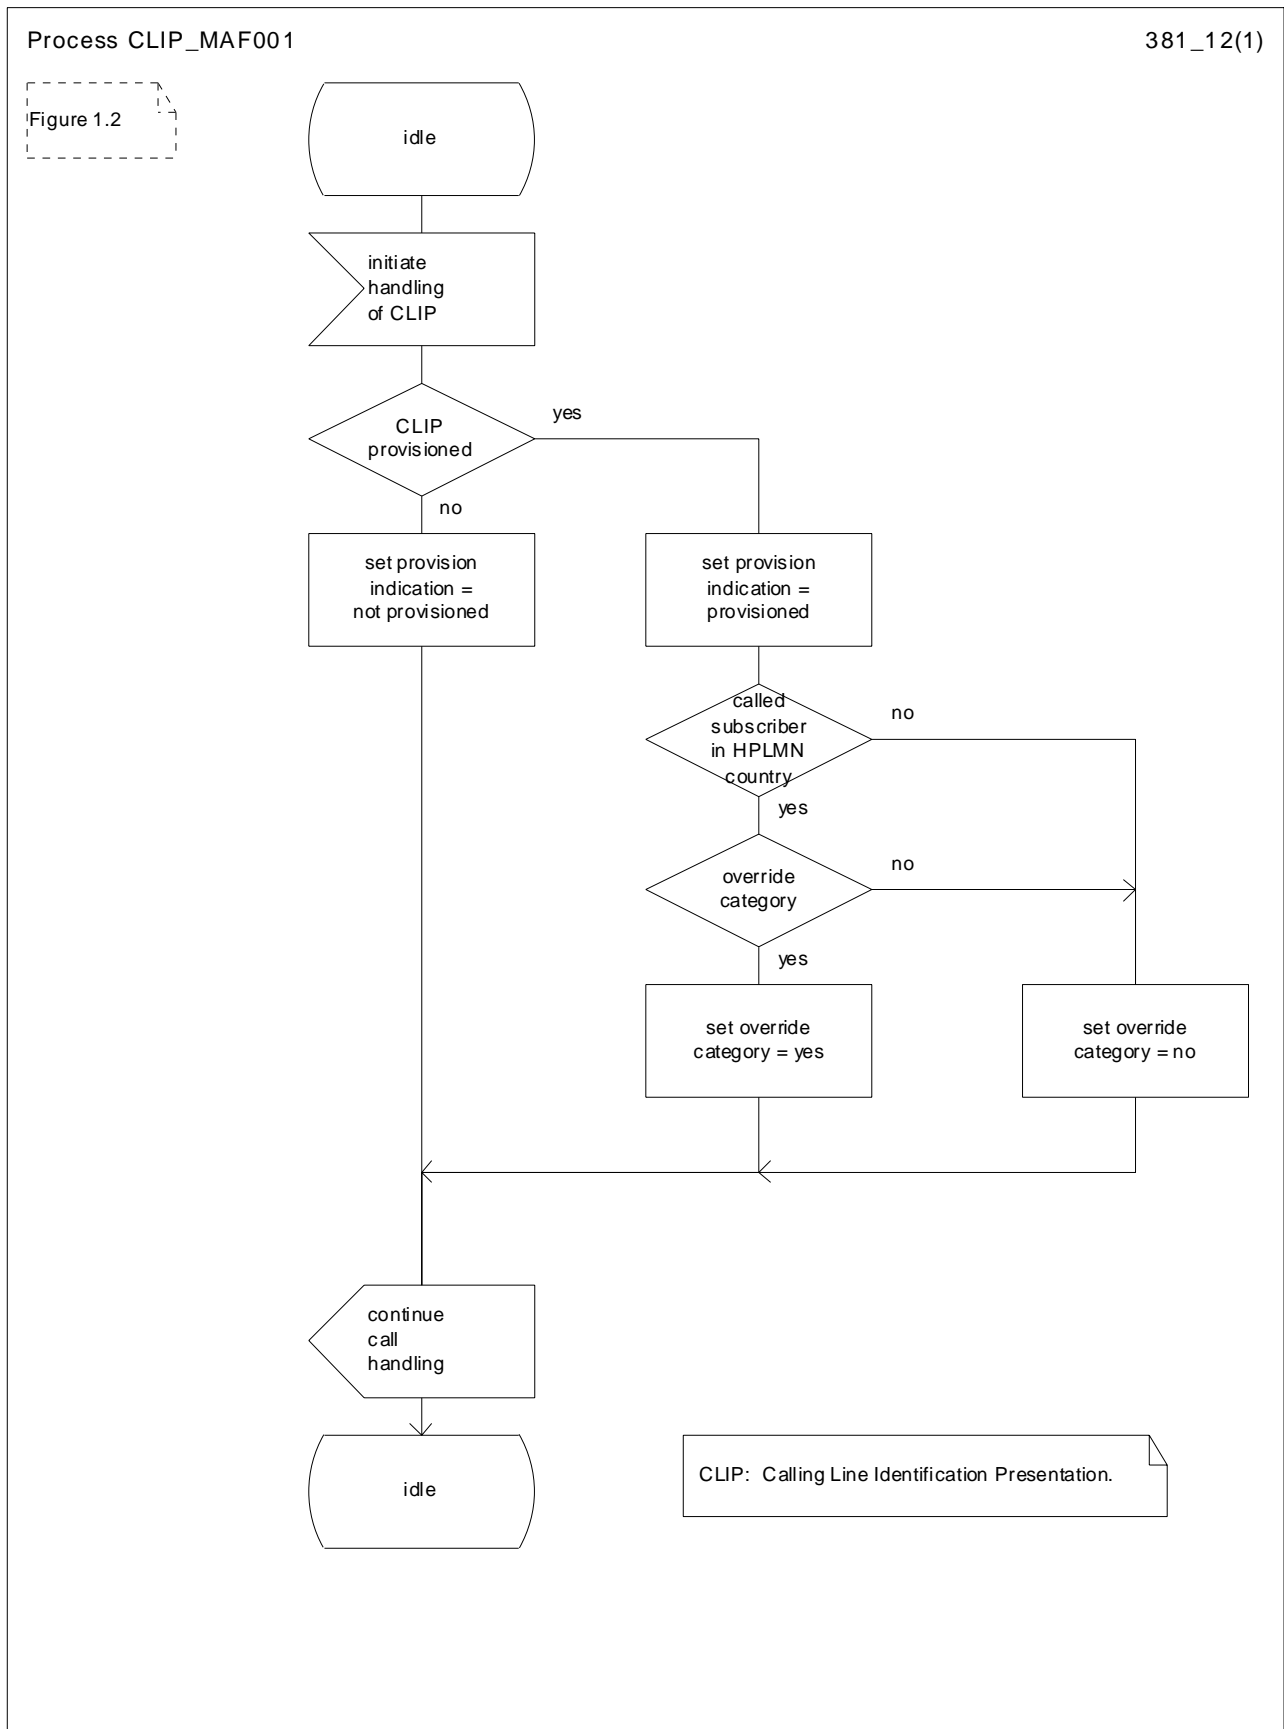 Process CLIP_MAF001
381_12(1)
Figure 1.2
idle
initiate
handling
of CLIP
CLIP
provisioned
yes
no
set provision
indication =
not provisioned
set provision
indication =
provisioned
called
subscriber
in HPLMN
country
no
yes
override
category
no
yes
set override
category = yes
set override
category = no
continue
call
handling
idle
CLIP: Calling Line Identification Presentation.